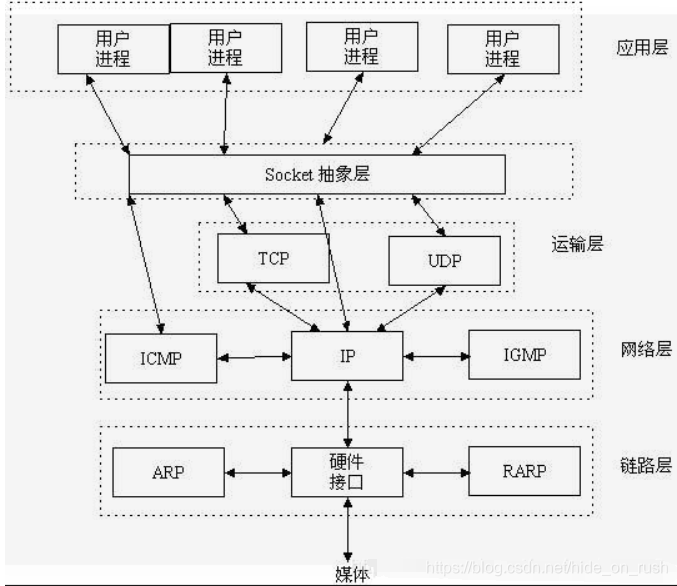 用户
进程
用户
进程
用户
进程
用户
进程
应用层
Socket 抽象层
运输层
TCP
UDP
ICMP
IP
IGMP
网络层
ARP
硬件
接口
RARP
链路层
媒体
https://blog.csdn.net/hide_on_rush